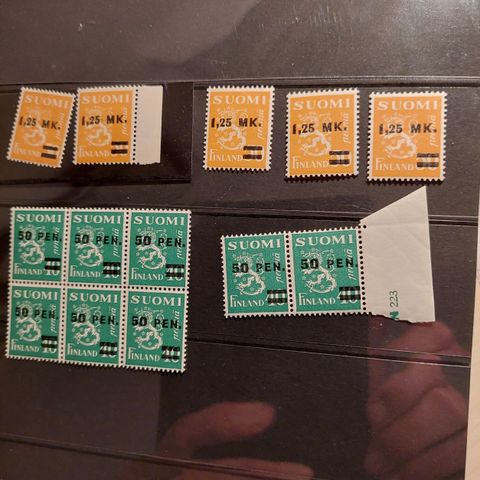 SUOMI
1,25 MK.
FINLAND
SUOMI
1,25 MK.
FINLAND
SUOMI
1,25 MK.
FINLAND
SUOMI
1,25 MK.
FINLAND
SUOMI
1,25 MK.
FINLAND
SUOMI SUOMI SUOMI
50 PEN. 50 PEN. 50 PEN.
FINLAND FINLAND FINLAND
SUOMI SUOMI SUOMI
50 PEN. 50 PEN. 50 PEN.
FINLAND FINLAND FINLAND
SUOMI SUOMI
50 PEN. 50 PEN.
FINLAND FINLAND
N 223